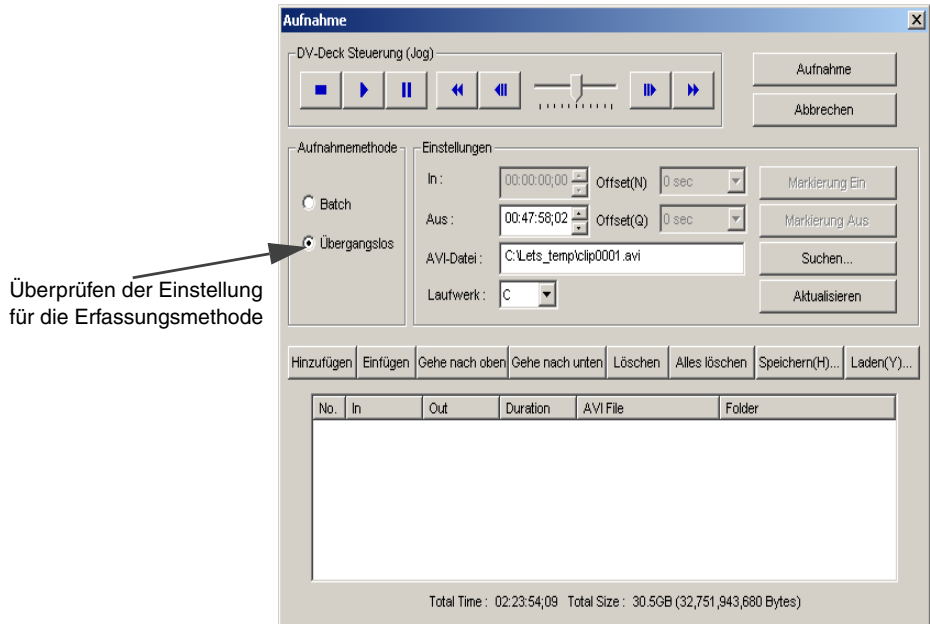 Aufnahme
DV-Deck Steuerung (Jog)
Aufnahme
Abbrechen
Aufnahmemethode
Batch
Übergangslos
Einstellungen
In :
00:00:00;00
Offset(N)
0 sec
Markierung Ein
Aus :
00:47:58;02
Offset(Q)
0 sec
Markierung Aus
AVI-Datei :
C:\Lets_temp\clip0001.avi
Suchen...
Laufwerk :
C
Aktualisieren
Überprüfen der Einstellung
für die Erfassungsmethode
Hinzufügen Einfügen Gehe nach oben Gehe nach unten Löschen Alles löschen Speichern(H)... Laden(Y)...
No. In Out Duration AVI File Folder
Total Time : 02:23:54;09 Total Size : 30.5GB (32,751,943,680 Bytes)